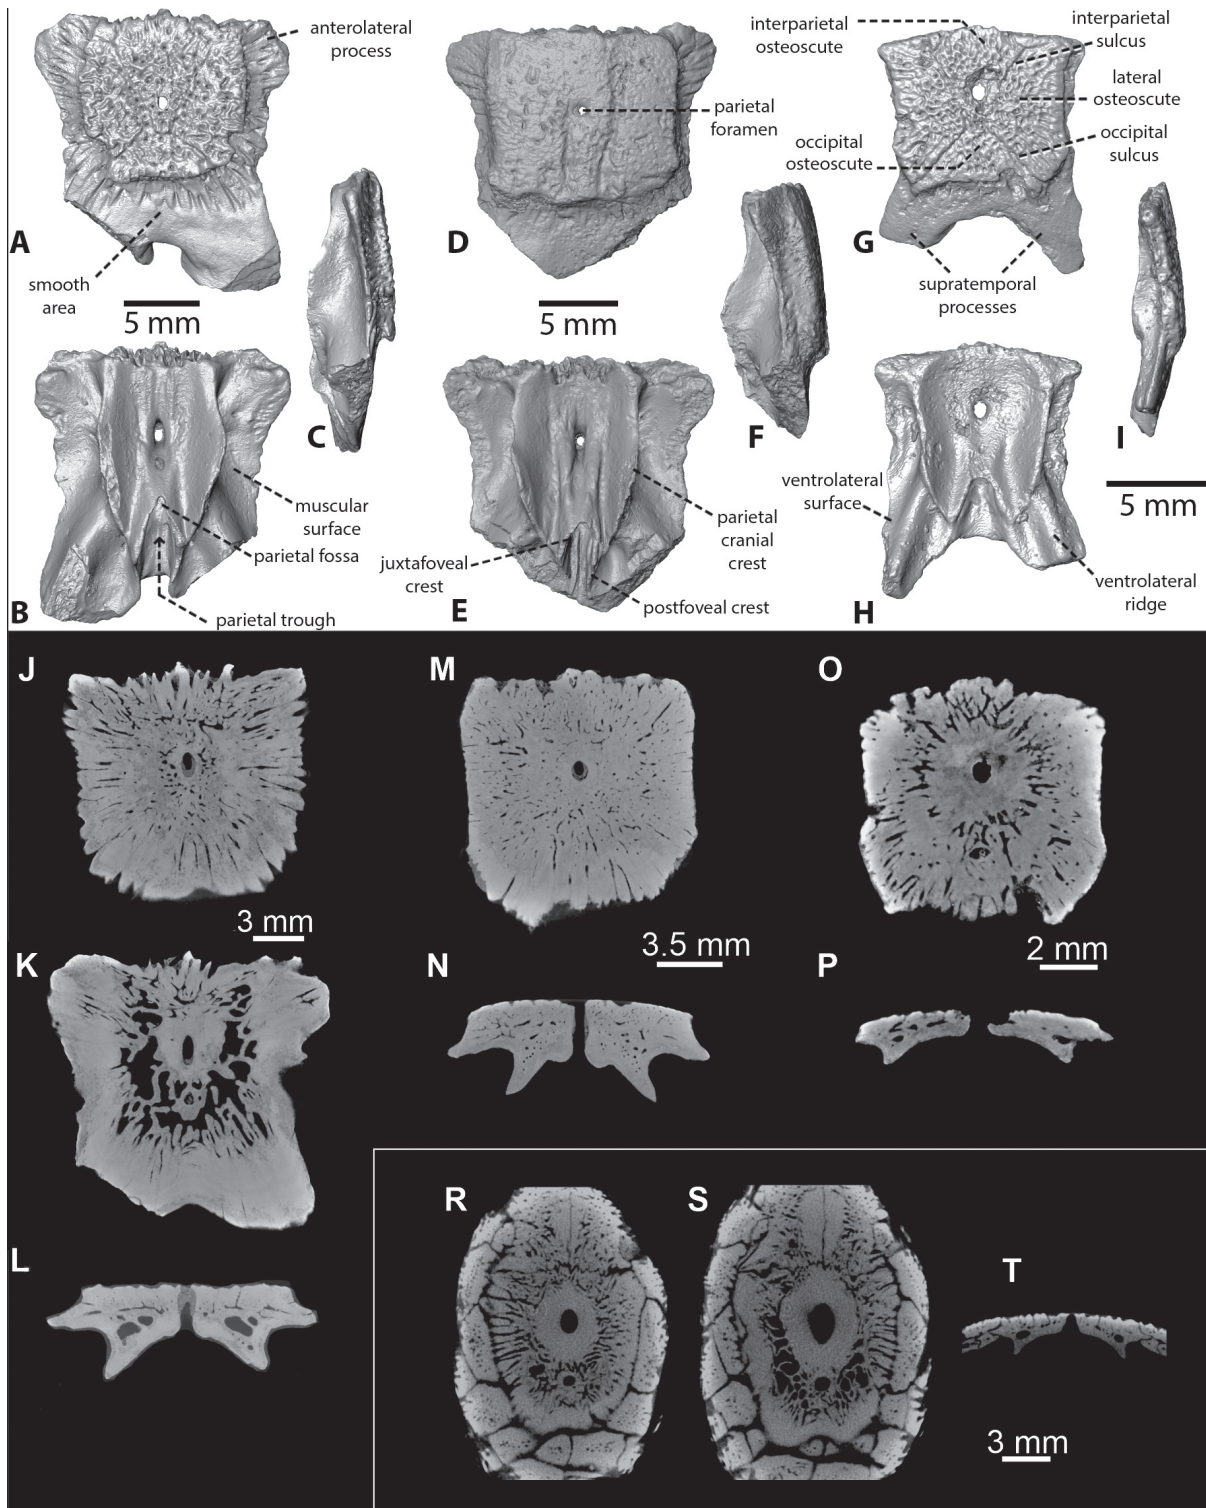 anterolateral
process
A
smooth
area
5 mm
C
B
muscular
surface
parietal fossa
parietal trough
D
parietal
foramen
5 mm
F
E
juxtafoveal
crest
parietal
cranial
crest
postfoveal crest
interparietal
osteoscute
interparietal
sulcus
lateral
osteoscute
occipital
osteoscute
occipital
sulcus
G
supratemporal
processes
I
5 mm
ventrolateral
surface
H
ventrolateral
ridge
J
3 mm
K
L
M
3.5 mm
N
O
2 mm
P
R
S
T
3 mm